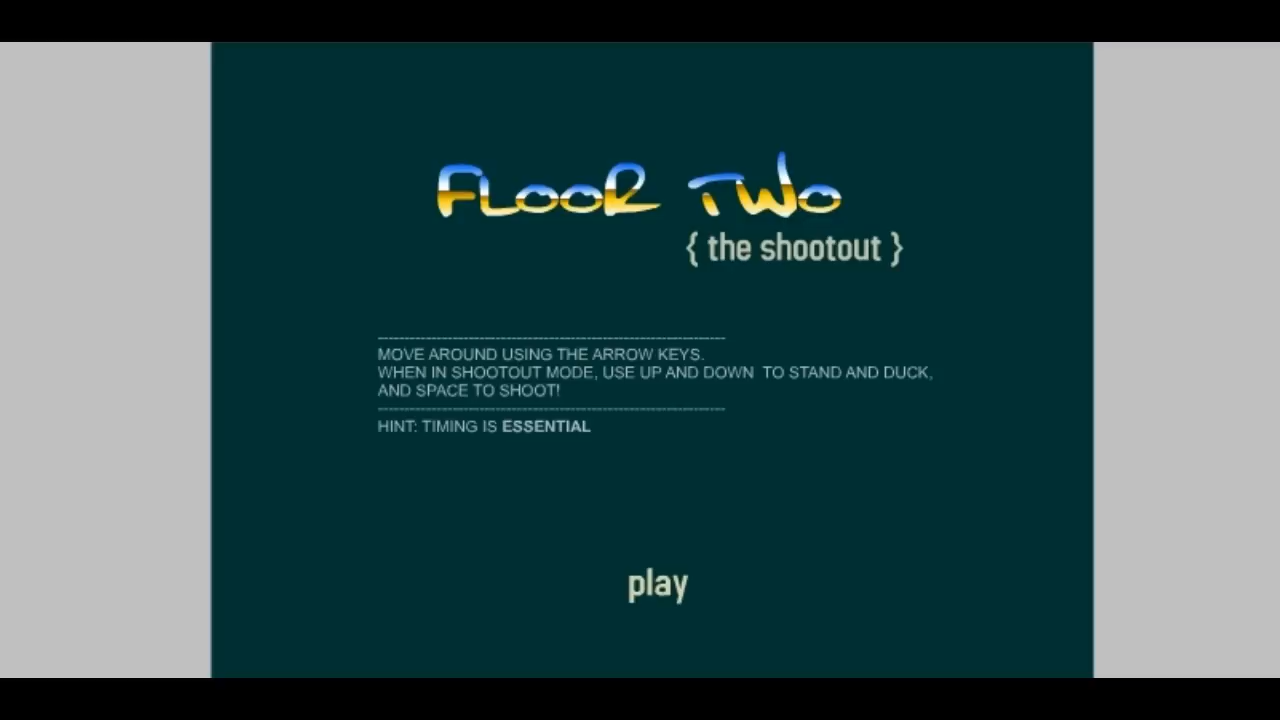 FLOOR TWO
{ the shootout }
----------------------------------------------------------------------
MOVE AROUND USING THE ARROW KEYS.
WHEN IN SHOOTOUT MODE, USE UP AND DOWN  TO STAND AND DUCK,
AND SPACE TO SHOOT!
----------------------------------------------------------------------
HINT: TIMING IS ESSENTIAL
play